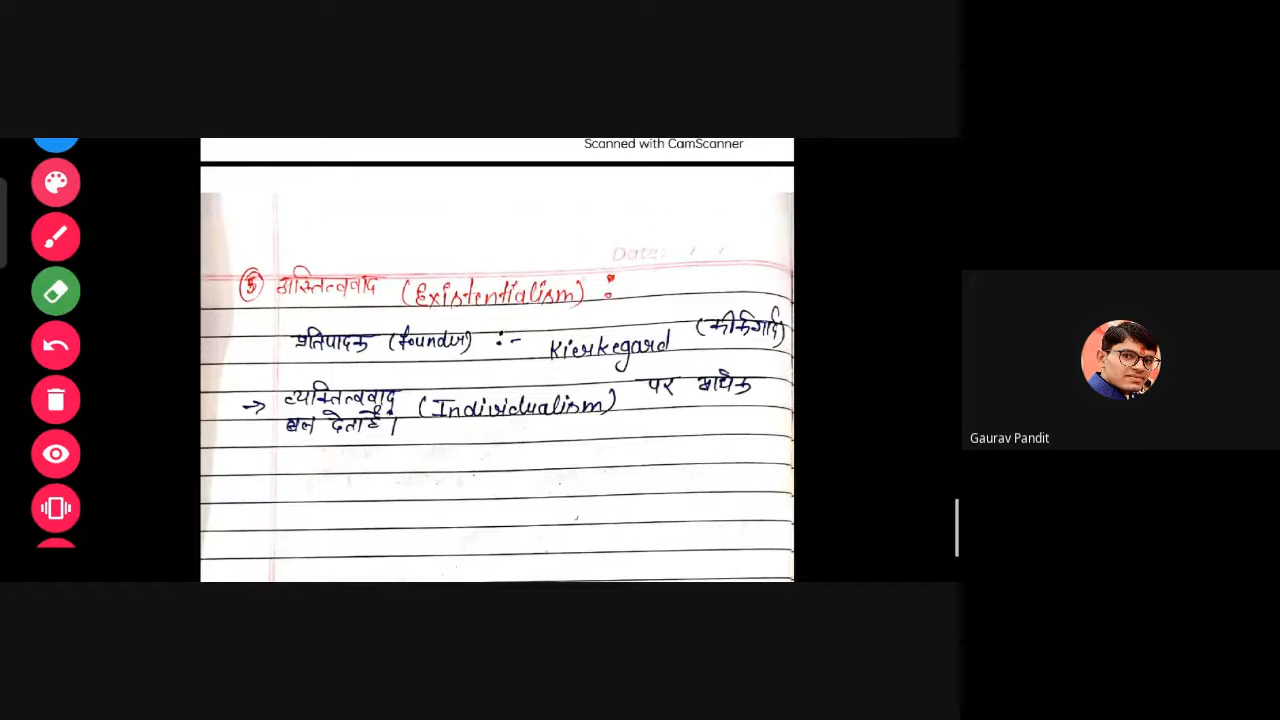 Scanned with CamScanner
Date: / /
⑤ अस्तित्ववाद (Existentialism) :
प्रतिपादक (founder) :- Kierkegard (कीर्केगार्द)
→ व्यक्तित्ववाद (Individualism) पर अधिक
बल देता है।
Gaurav Pandit